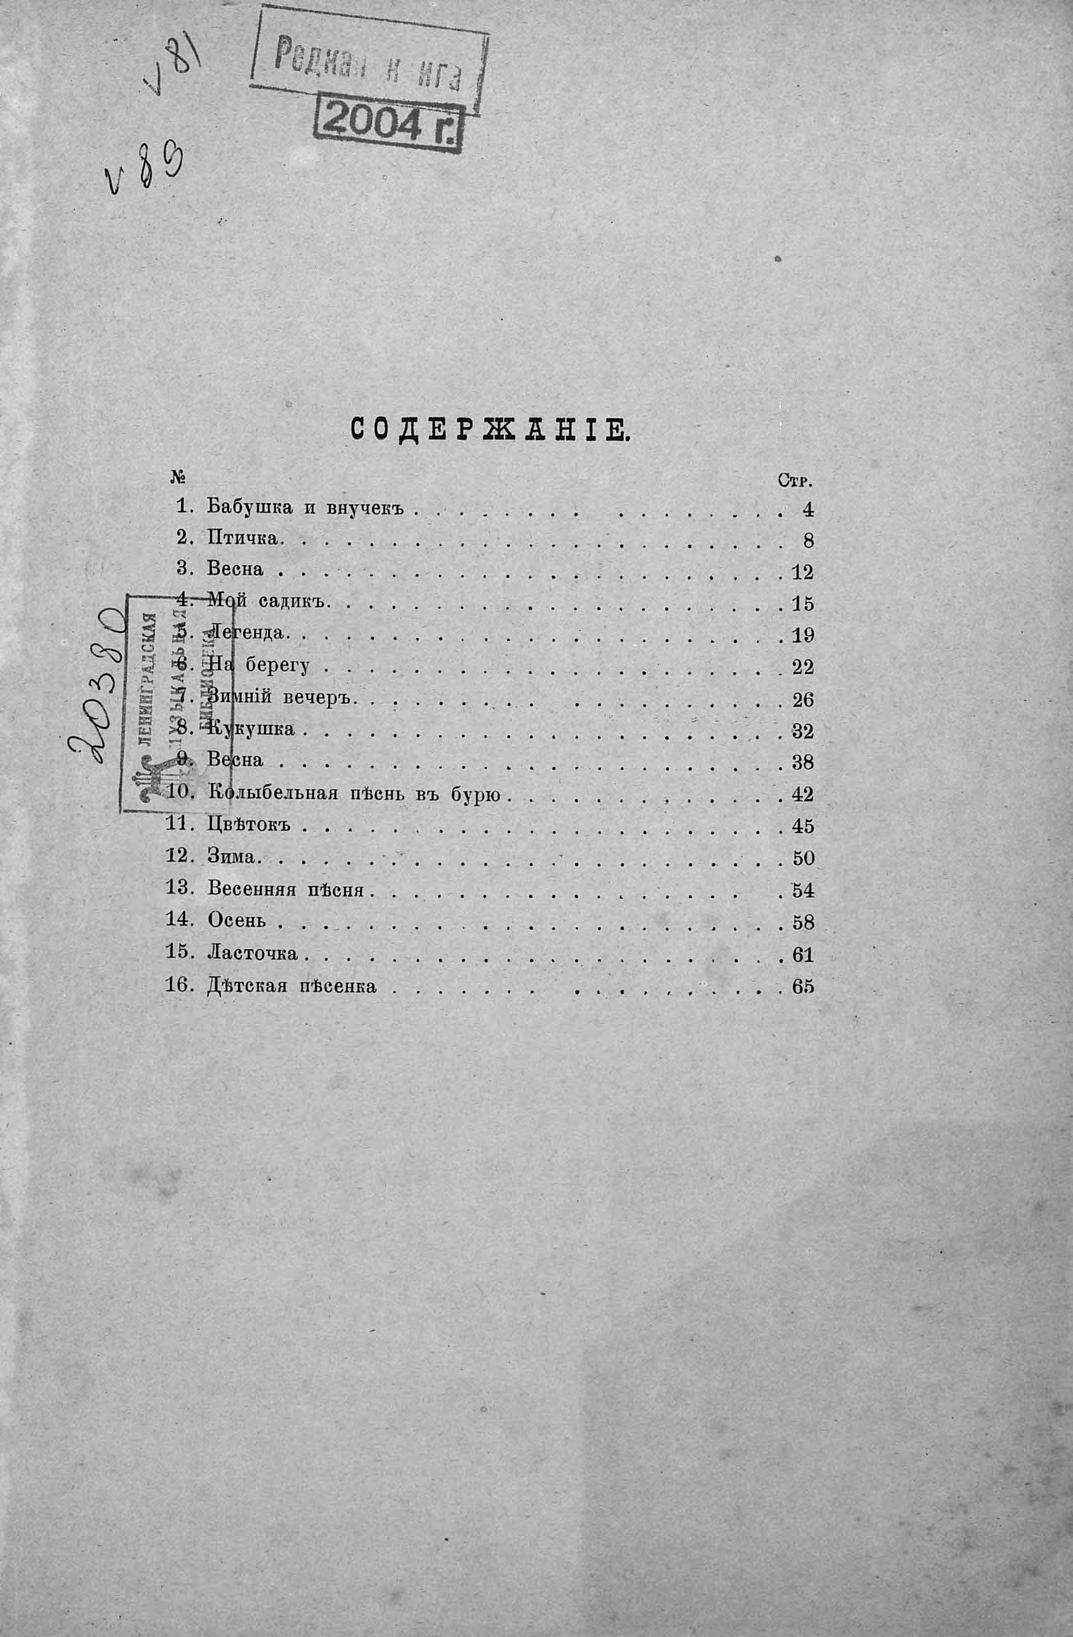 v 81
Редкая книга
2004 г.
v 89
СОДЕРЖАНІЕ.
№ Стр.
1. Бабушка и внучекъ . . . . . . . . . . . . . . . . 4
2. Птичка. . . . . . . . . . . . . . . . . . . . . . . 8
3. Весна . . . . . . . . . . . . . . . . . . . . . . . 12
4. Мой садикъ. . . . . . . . . . . . . . . . . . . . . 15
5. Легенда. . . . . . . . . . . . . . . . . . . . . . . 19
6. На берегу . . . . . . . . . . . . . . . . . . . . . 22
7. Зимній вечеръ. . . . . . . . . . . . . . . . . . . 26
8. Кукушка . . . . . . . . . . . . . . . . . . . . . . 32
9. Весна . . . . . . . . . . . . . . . . . . . . . . . 38
10. Колыбельная пѣснь въ бурю . . . . . . . . . . . . . 42
11. Цвѣтокъ . . . . . . . . . . . . . . . . . . . . . . 45
12. Зима. . . . . . . . . . . . . . . . . . . . . . . . 50
13. Весенняя пѣсня . . . . . . . . . . . . . . . . . . 54
14. Осень . . . . . . . . . . . . . . . . . . . . . . . 58
15. Ласточка . . . . . . . . . . . . . . . . . . . . . . 61
16. Дѣтская пѣсенка . . . . . . . . . . . . . . . . . 65
20380
ЛЕНИНГРАДСКАЯ
МУЗЫКАЛЬНАЯ
БИБЛИОТЕКА